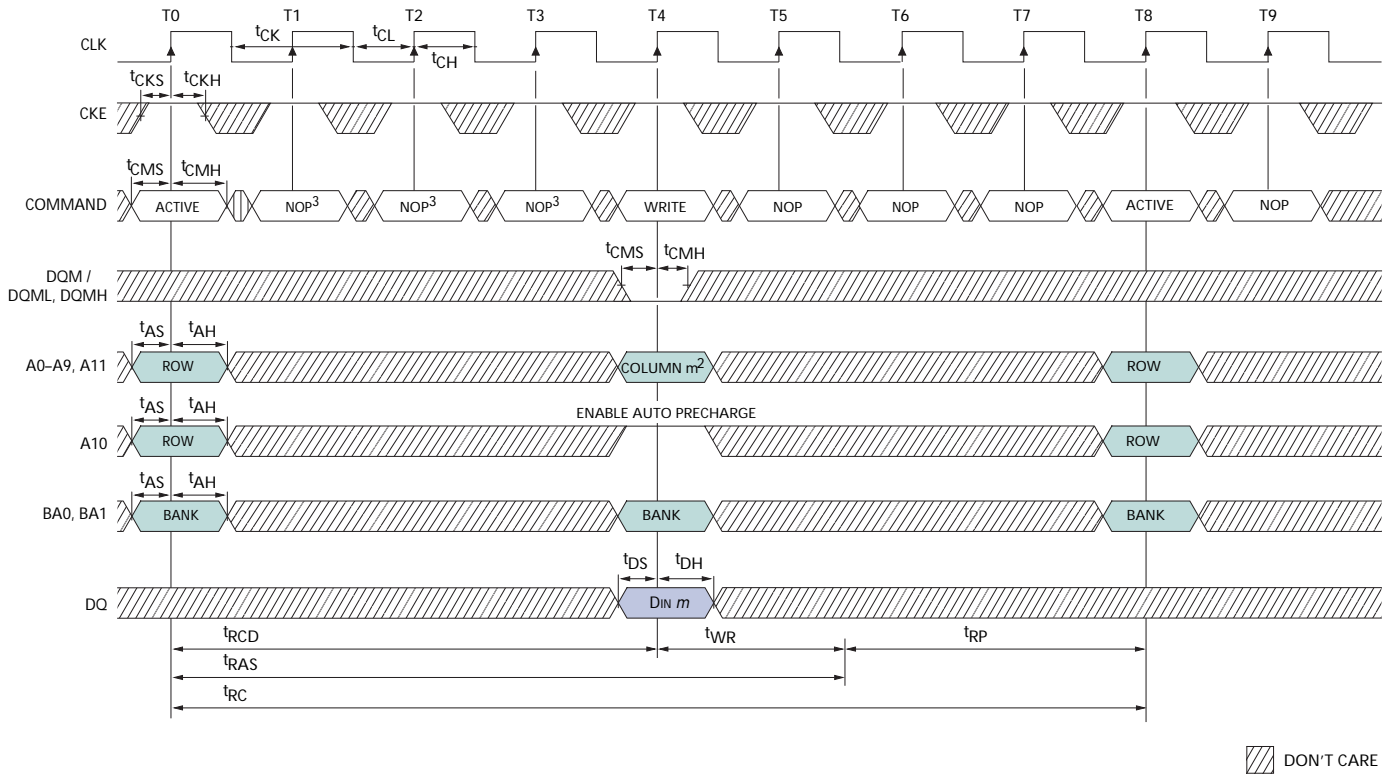 T0 T1 T2 T3 T4 T5 T6 T7 T8 T9
CLK tCK tCL tCH
tCKS tCKH
CKE
tCMS tCMH
COMMAND ACTIVE NOP3 NOP3 NOP3 WRITE NOP NOP NOP ACTIVE NOP
tCMS tCMH
DQM /
DQML, DQMH
tAS tAH
A0–A9, A11 ROW COLUMN m2 ROW
tAS tAH ENABLE AUTO PRECHARGE
A10 ROW ROW
tAS tAH
BA0, BA1 BANK BANK BANK
tDS tDH
DQ DIN m
tRCD tWR tRP
tRAS
tRC
DON'T CARE